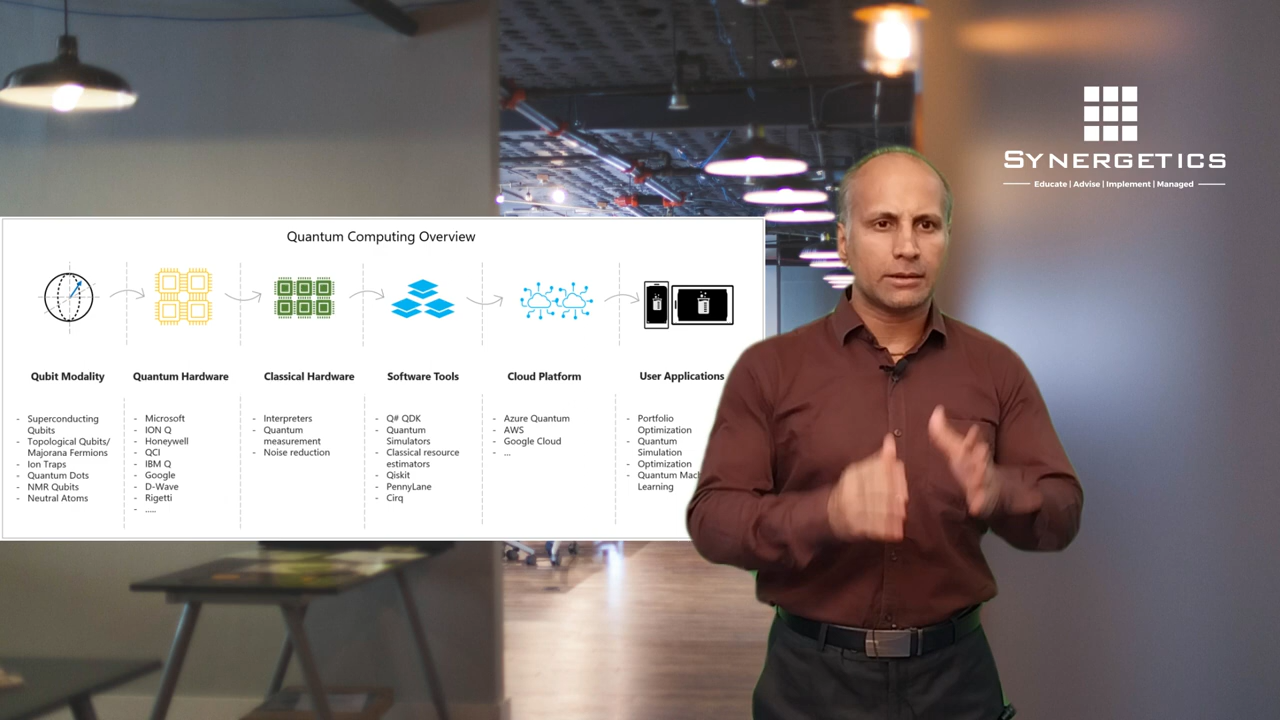 SYNERGETICS
Educate | Advise | Implement | Managed
Quantum Computing Overview
Qubit Modality
- Superconducting
Qubits
- Topological Qubits/
Majorana Fermions
- Ion Traps
- Quantum Dots
- NMR Qubits
- Neutral Atoms
Quantum Hardware
- Microsoft
- ION Q
- Honeywell
- QCI
- IBM Q
- Google
- D-Wave
- Rigetti
- .....
Classical Hardware
- Interpreters
- Quantum
measurement
- Noise reduction
Software Tools
- Q# QDK
- Quantum
Simulators
- Classical resource
estimators
- Qiskit
- PennyLane
- Cirq
Cloud Platform
- Azure Quantum
- AWS
- Google Cloud
- ...
User Applications
- Portfolio
Optimization
- Quantum
Simulation
- Optimization
- Quantum
Learning